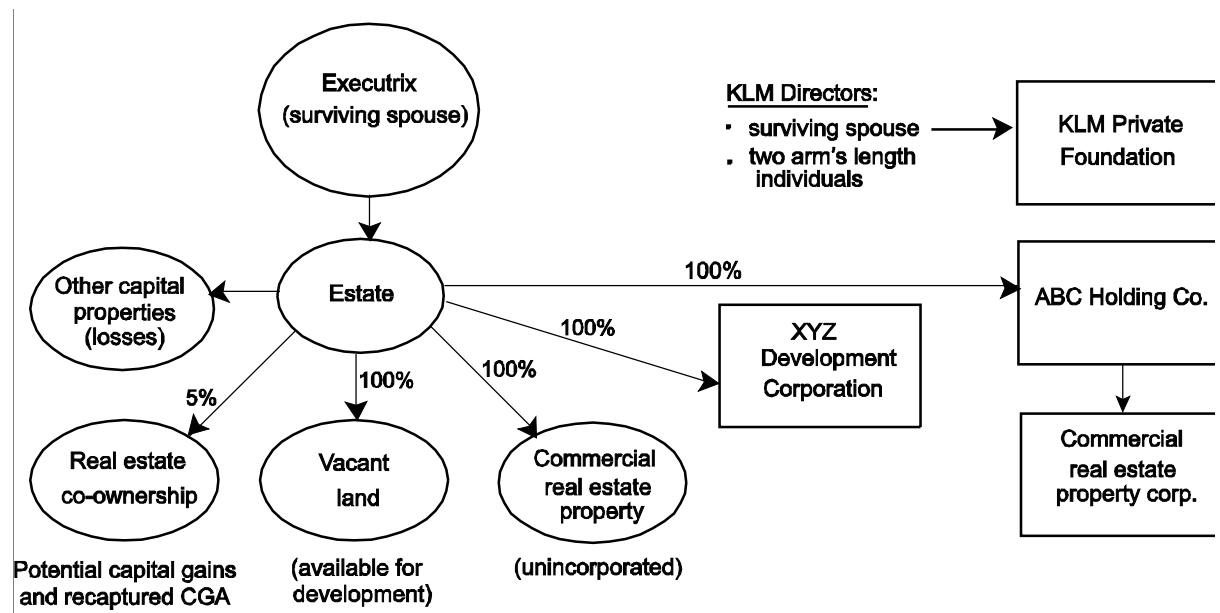 Executrix
(surviving spouse)
KLM Directors:
· surviving spouse
· two arm's length
individuals
KLM Private
Foundation
Other capital
properties
(losses)
Estate
100%
ABC Holding Co.
100%
XYZ
Development
Corporation
5%
100%
100%
Real estate
co-ownership
Vacant
land
Commercial
real estate
property
Commercial
real estate
property corp.
Potential capital gains
and recaptured CGA
(available for
development)
(unincorporated)